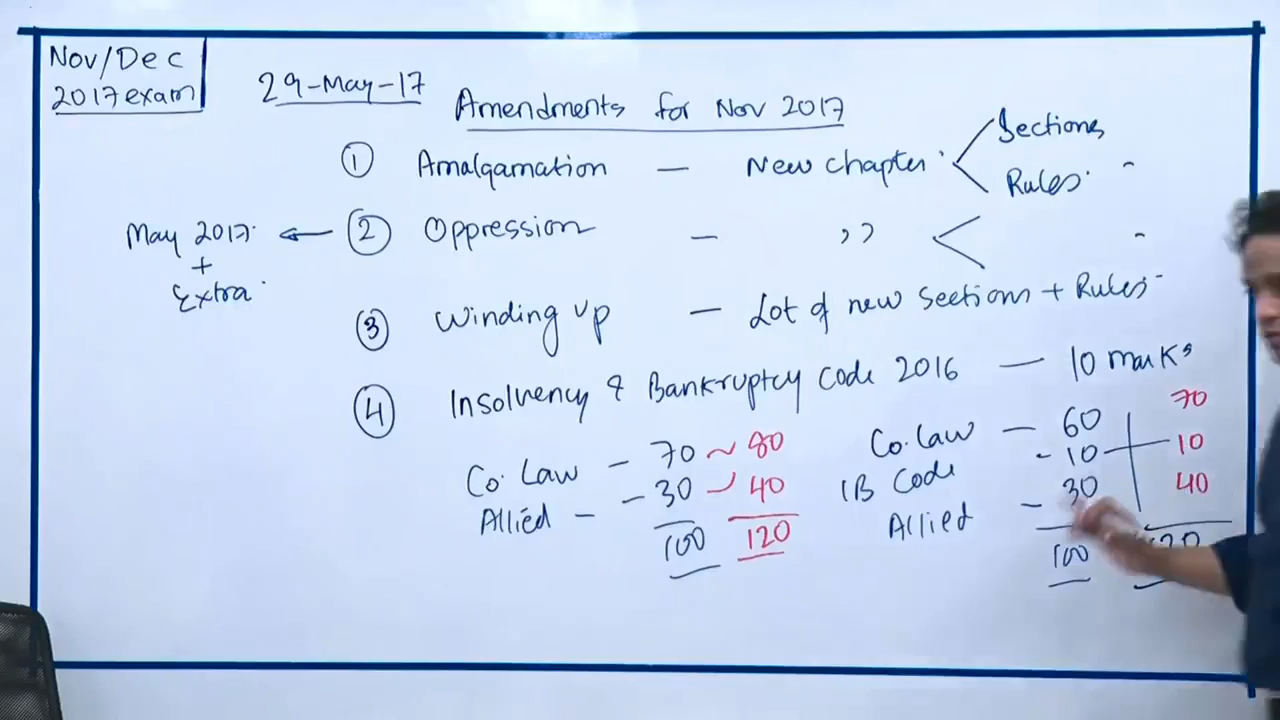 Nov/Dec
2017 exam
29-May-17
Amendments for Nov 2017
① Amalgamation — New chapter Sections
Rules
May 2017 ← ② Oppression — ,,
+
Extra
③ Winding up — Lot of new Sections + Rules
④ Insolvency & Bankruptcy Code 2016 — 10 marks
Co. Law — 70 ~ 80
Allied — 30 — 40
100 120
Co. Law — 60 70
IB Code - 10 10
Allied — 30 40
100